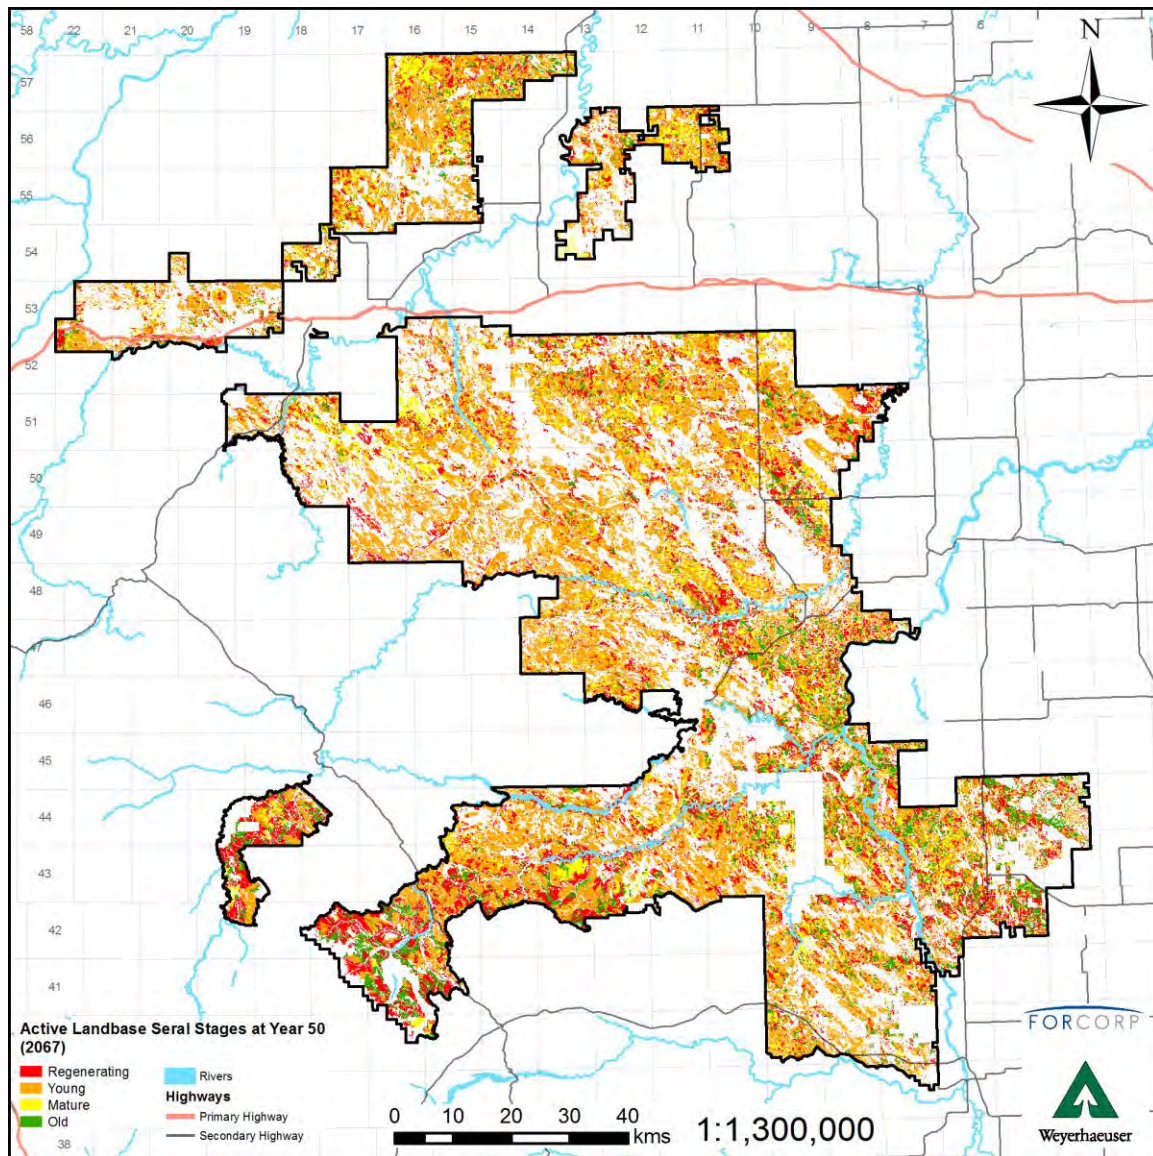 58 22 21 20 19 18 17 16 15 14 13 12 11 10 9 8 7 6
N
57
56
55
54
53
52
51
50
49
48
47
46
45
44
43
42
41
38
Active Landbase Seral Stages at Year 50
(2067)
Regenerating
Young
Mature
Old
Rivers
Highways
Primary Highway
Secondary Highway
0 10 20 30 40
kms
1:1,300,000
FORCORP
Weyerhaeuser